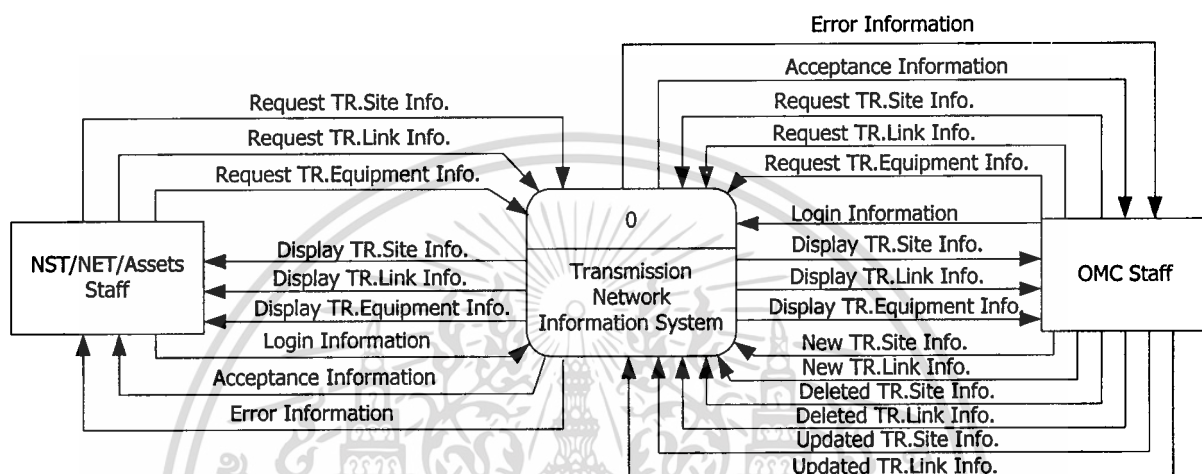 Error Information
Acceptance Information
Request TR.Site Info.
Request TR.Link Info.
Request TR.Equipment Info.
Request TR.Site Info.
Request TR.Link Info.
Request TR.Equipment Info.
Login Information
0
Transmission
Network
Information System
NST/NET/Assets
Staff
OMC Staff
Display TR.Site Info.
Display TR.Link Info.
Display TR.Equipment Info.
Login Information
Acceptance Information
Error Information
Display TR.Site Info.
Display TR.Link Info.
Display TR.Equipment Info.
New TR.Site Info.
New TR.Link Info.
Deleted TR.Site Info.
Deleted TR.Link Info.
Updated TR.Site Info.
Updated TR.Link Info.